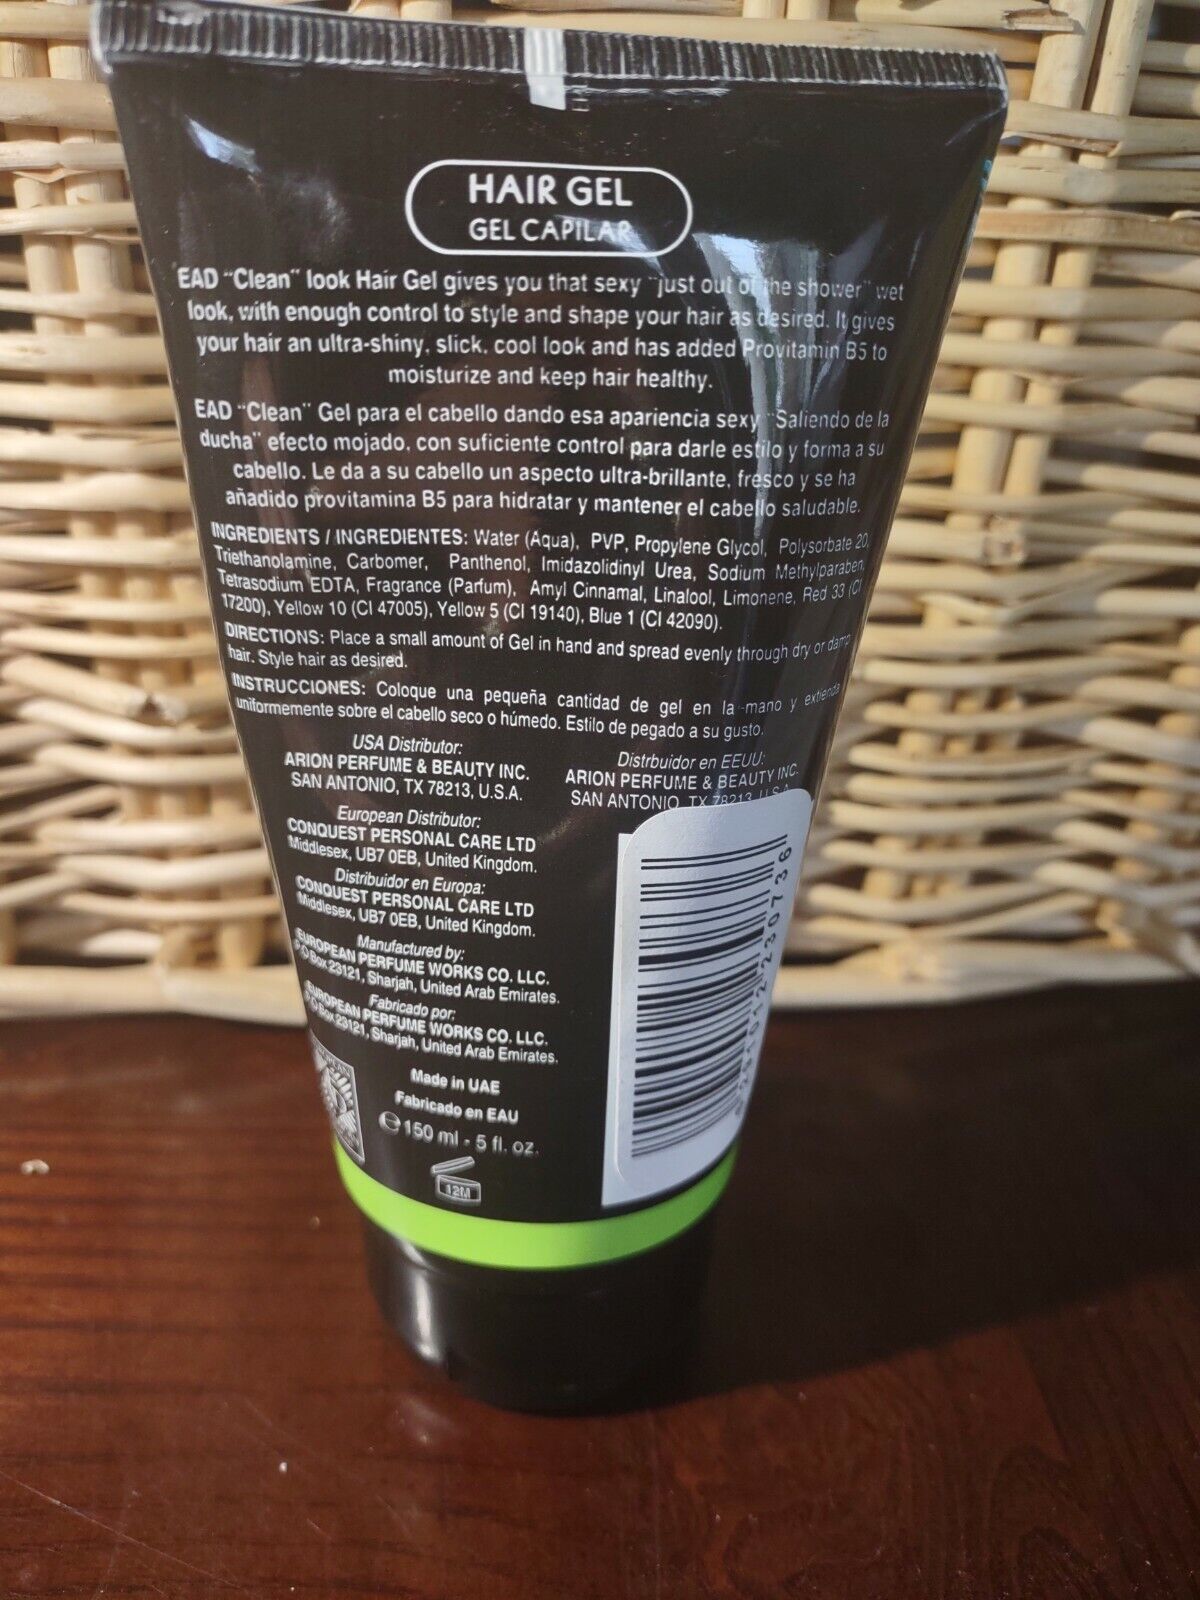 HAIR GEL
GEL CAPILAR
EAD "Clean" look Hair Gel gives you that sexy "just out of the shower" wet
look, with enough control to style and shape your hair as desired. It gives
your hair an ultra-shiny, slick, cool look and has added Provitamin B5 to
moisturize and keep hair healthy.
EAD "Clean" Gel para el cabello dando esa apariencia sexy "Saliendo de la
ducha" efecto mojado, con suficiente control para darle estilo y forma a su
cabello. Le da a su cabello un aspecto ultra-brillante, fresco y se ha
añadido provitamina B5 para hidratar y mantener el cabello saludable.
INGREDIENTS / INGREDIENTES: Water (Aqua), PVP, Propylene Glycol, Polysorbate 20,
Triethanolamine, Carbomer, Panthenol, Imidazolidinyl Urea, Sodium Methylparaben,
Tetrasodium EDTA, Fragrance (Parfum), Amyl Cinnamal, Linalool, Limonene, Red 33 (CI
17200), Yellow 10 (CI 47005), Yellow 5 (CI 19140), Blue 1 (CI 42090).
DIRECTIONS: Place a small amount of Gel in hand and spread evenly through dry or damp
hair. Style hair as desired.
INSTRUCCIONES: Coloque una pequeña cantidad de gel en la mano y extienda
uniformemente sobre el cabello seco o húmedo. Estilo de pegado a su gusto.
USA Distributor:
ARION PERFUME & BEAUTY INC.
SAN ANTONIO, TX 78213, U.S.A.
Distrbuidor en EEUU:
ARION PERFUME & BEAUTY INC.
SAN ANTONIO, TX 78213, U.S.A.
European Distributor:
CONQUEST PERSONAL CARE LTD
Middlesex, UB7 0EB, United Kingdom.
Distribuidor en Europa:
CONQUEST PERSONAL CARE LTD
Middlesex, UB7 0EB, United Kingdom.
Manufactured by:
EUROPEAN PERFUME WORKS CO. LLC.
P.O Box 23121, Sharjah, United Arab Emirates.
Fabricado por:
EUROPEAN PERFUME WORKS CO. LLC.
Box 23121, Sharjah, United Arab Emirates.
Made in UAE
Fabricado en EAU
℮ 150 ml - 5 fl. oz.
12M